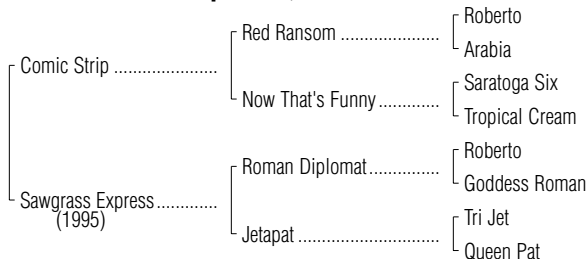 Roberto
Red Ransom ..................
Arabia
Comic Strip ...................
Saratoga Six
Now That's Funny...........
Tropical Cream
Roberto
Roman Diplomat.............
Goddess Roman
Sawgrass Express...........
(1995)
Tri Jet
Jetapat ..........................
Queen Pat